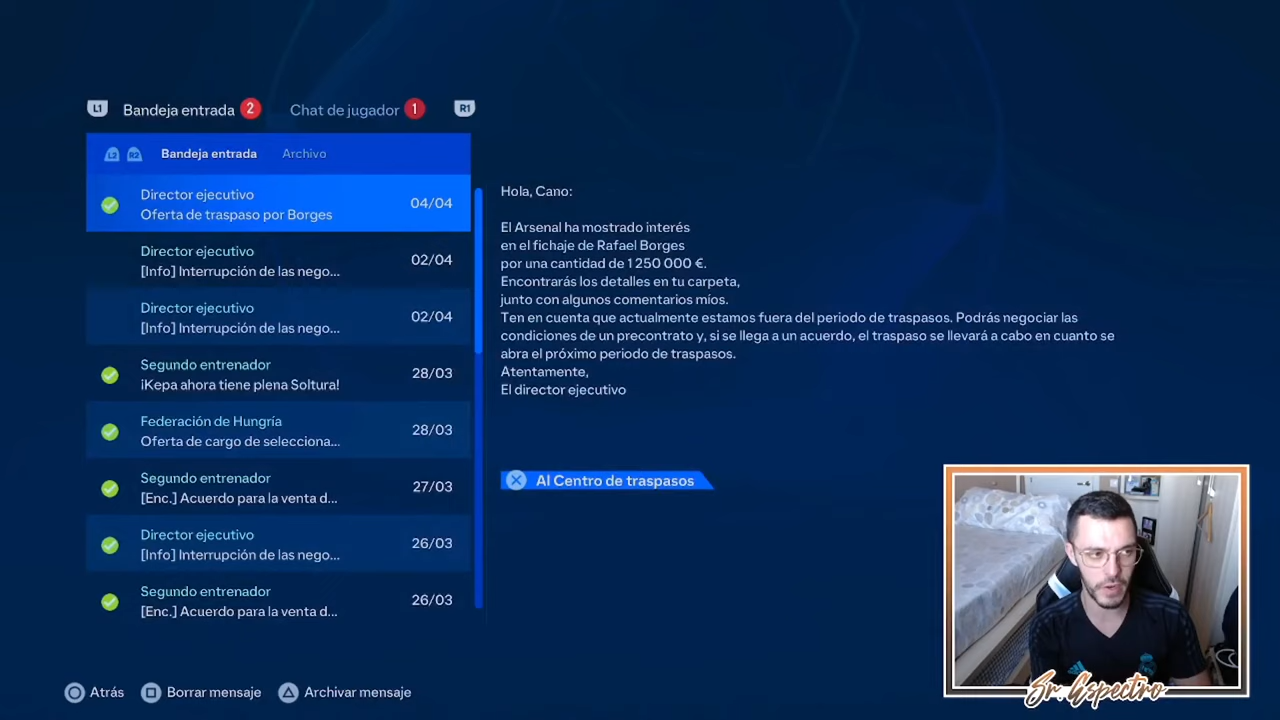 L1 Bandeja entrada 2 Chat de jugador 1 R1
L2 R2 Bandeja entrada Archivo
Director ejecutivo
Oferta de traspaso por Borges
04/04
Director ejecutivo
[Info] Interrupción de las nego...
02/04
Director ejecutivo
[Info] Interrupción de las nego...
02/04
Segundo entrenador
¡Kepa ahora tiene plena Soltura!
28/03
Federación de Hungría
Oferta de cargo de selecciona...
28/03
Segundo entrenador
[Enc.] Acuerdo para la venta d...
27/03
Director ejecutivo
[Info] Interrupción de las nego...
26/03
Segundo entrenador
[Enc.] Acuerdo para la venta d...
26/03
Hola, Cano:
El Arsenal ha mostrado interés
en el fichaje de Rafael Borges
por una cantidad de 1 250 000 €.
Encontrarás los detalles en tu carpeta,
junto con algunos comentarios míos.
Ten en cuenta que actualmente estamos fuera del periodo de traspasos. Podrás negociar las
condiciones de un precontrato y, si se llega a un acuerdo, el traspaso se llevará a cabo en cuanto se
abra el próximo periodo de traspasos.
Atentamente,
El director ejecutivo
Al Centro de traspasos
Sr. Aspectro
Atrás Borrar mensaje Archivar mensaje